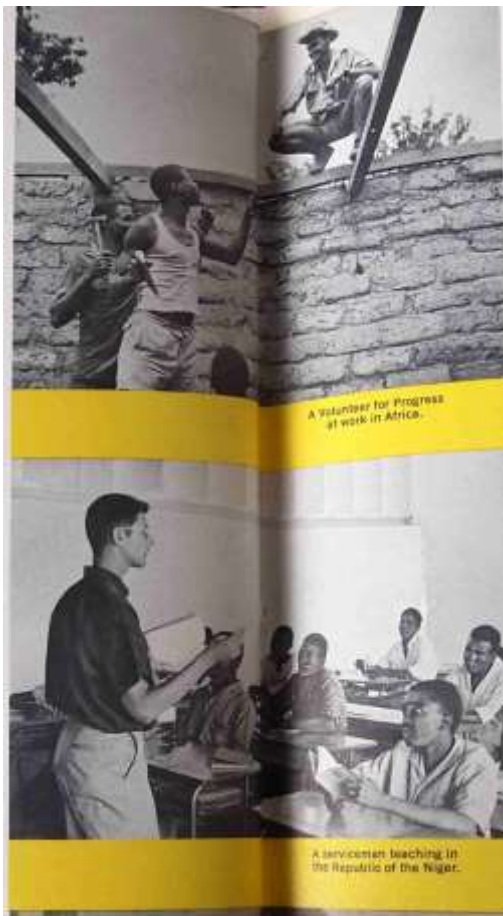 A Volunteer for Progress
at work in Africa.
A serviceman teaching in
the Republic of the Niger.